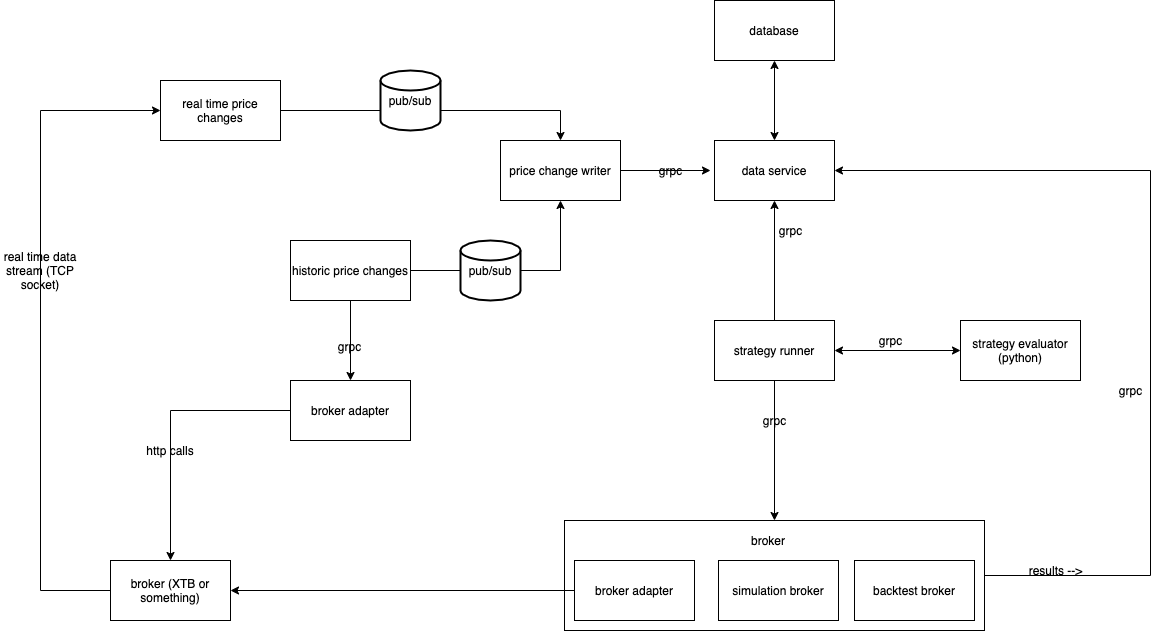 database
real time price
changes
pub/sub
price change writer
grpc
data service
grpc
real time data
stream (TCP
socket)
historic price changes
pub/sub
grpc
strategy runner
grpc
strategy evaluator
(python)
grpc
broker adapter
grpc
http calls
broker
results -->
broker (XTB or
something)
broker adapter
simulation broker
backtest broker